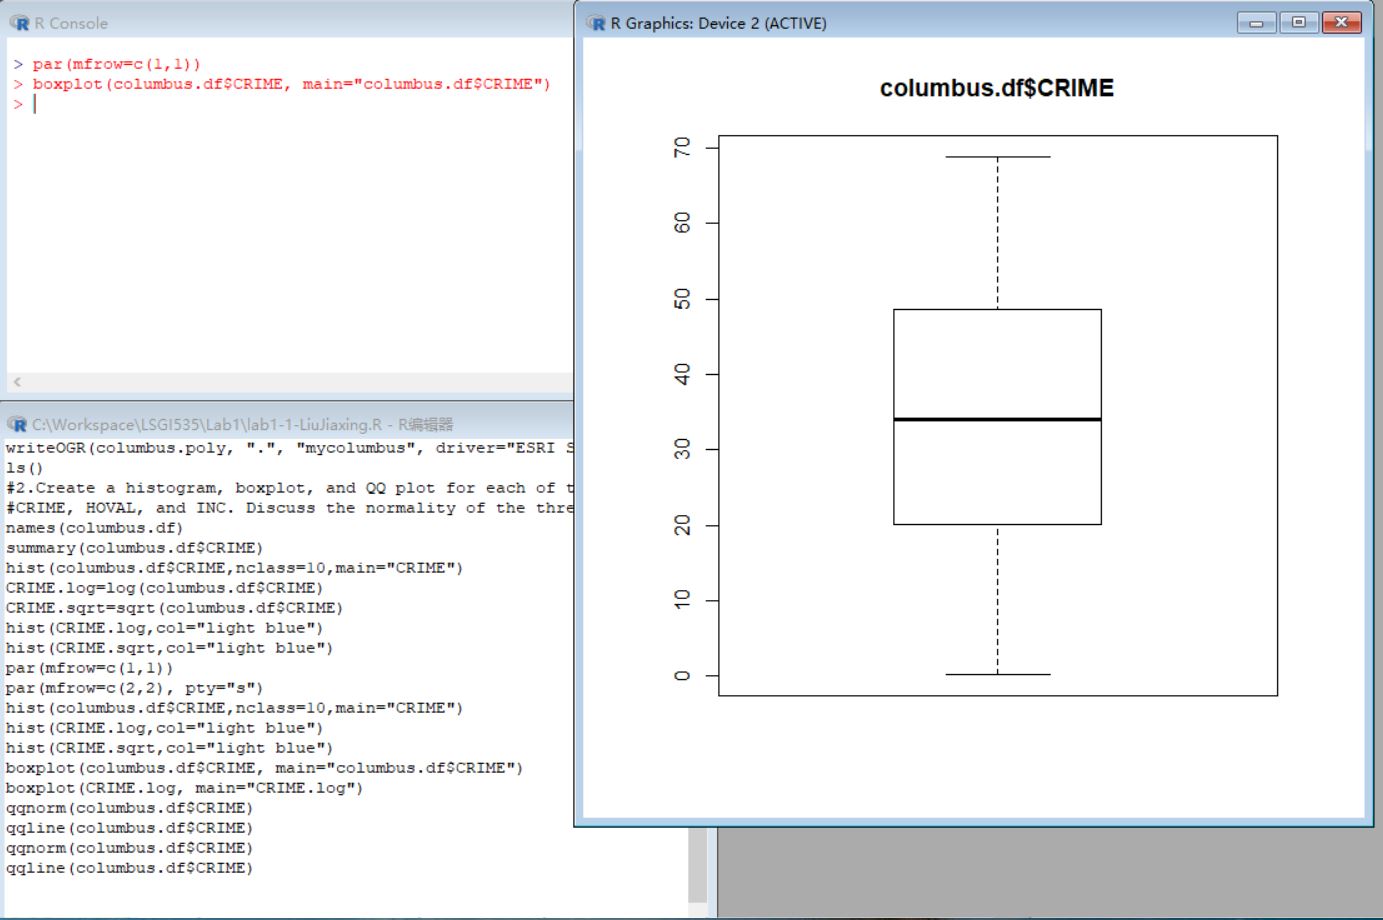 R Console
> par(mfrow=c(1,1))
> boxplot(columbus.df$CRIME, main="columbus.df$CRIME")
>
C:\Workspace\LSGI535\Lab1\lab1-1-LiuJiaxing.R - R编辑器
writeOGR(columbus.poly, ".", "mycolumbus", driver="ESRI S
ls()
#2.Create a histogram, boxplot, and QQ plot for each of t
#CRIME, HOVAL, and INC. Discuss the normality of the thre
names(columbus.df)
summary(columbus.df$CRIME)
hist(columbus.df$CRIME,nclass=10,main="CRIME")
CRIME.log=log(columbus.df$CRIME)
CRIME.sqrt=sqrt(columbus.df$CRIME)
hist(CRIME.log,col="light blue")
hist(CRIME.sqrt,col="light blue")
par(mfrow=c(1,1))
par(mfrow=c(2,2), pty="s")
hist(columbus.df$CRIME,nclass=10,main="CRIME")
hist(CRIME.log,col="light blue")
hist(CRIME.sqrt,col="light blue")
boxplot(columbus.df$CRIME, main="columbus.df$CRIME")
boxplot(CRIME.log, main="CRIME.log")
qqnorm(columbus.df$CRIME)
qqline(columbus.df$CRIME)
qqnorm(columbus.df$CRIME)
qqline(columbus.df$CRIME)
R Graphics: Device 2 (ACTIVE)
columbus.df$CRIME
70
60
50
40
30
20
10
0